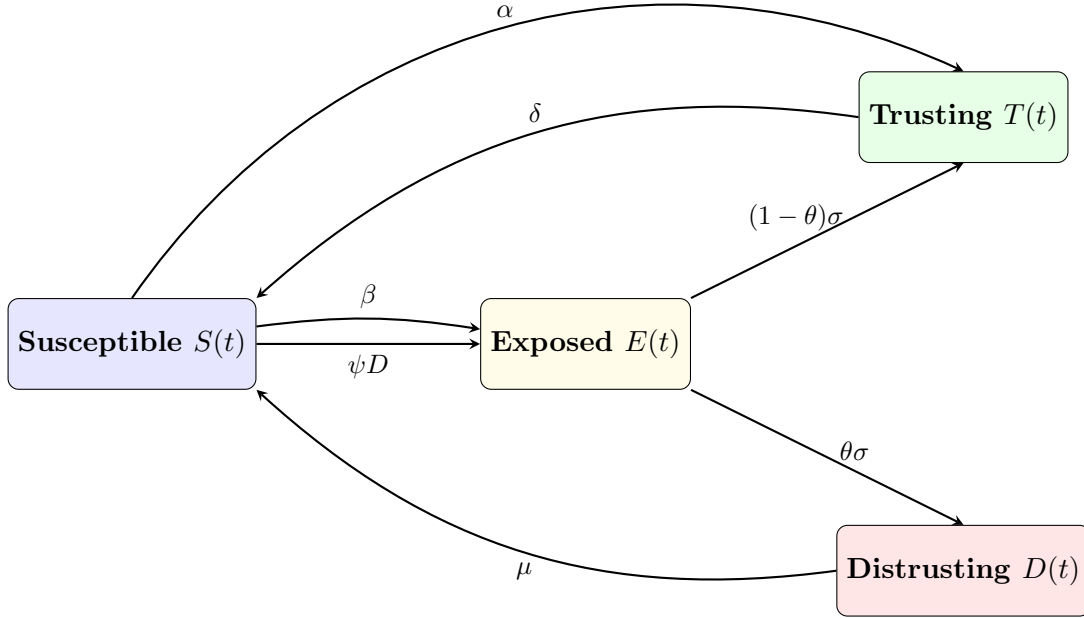 α
Trusting T(t)
δ
(1 − θ)σ
β
Susceptible S(t)
Exposed E(t)
ψD
θσ
Distrusting D(t)
μ